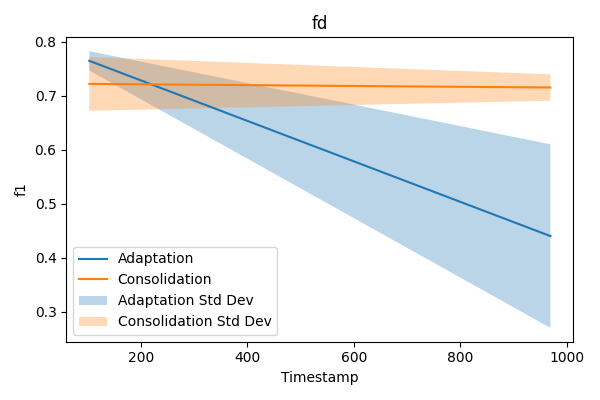 fd
0.8
0.7
0.6
0.5
0.4
0.3
f1
Adaptation
Consolidation
Adaptation Std Dev
Consolidation Std Dev
200 400 600 800 1000
Timestamp